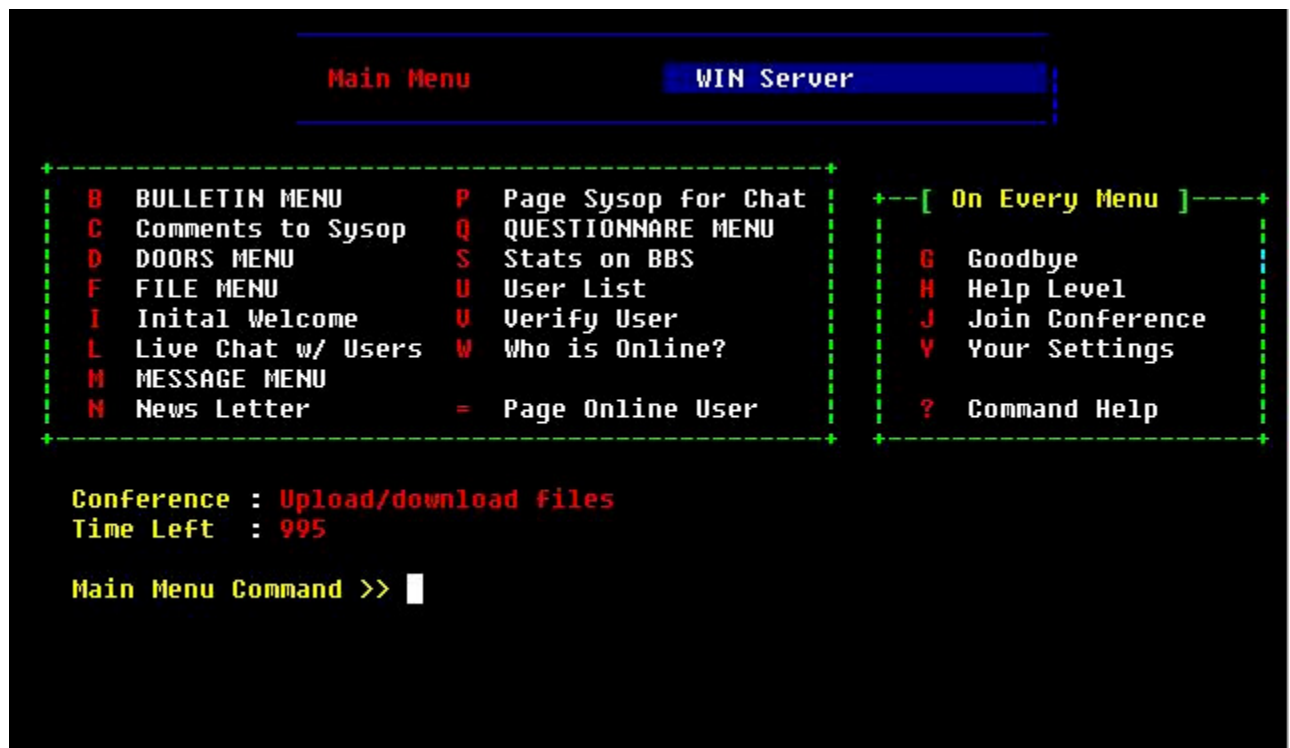 Main Menu WIN Server
B BULLETIN MENU P Page Sysop for Chat
C Comments to Sysop Q QUESTIONNARE MENU
D DOORS MENU S Stats on BBS
F FILE MENU U User List
I Inital Welcome V Verify User
L Live Chat w/ Users W Who is Online?
M MESSAGE MENU
N News Letter = Page Online User
[ On Every Menu ]
G Goodbye
H Help Level
J Join Conference
Y Your Settings
? Command Help
Conference : Upload/download files
Time Left : 995
Main Menu Command >>